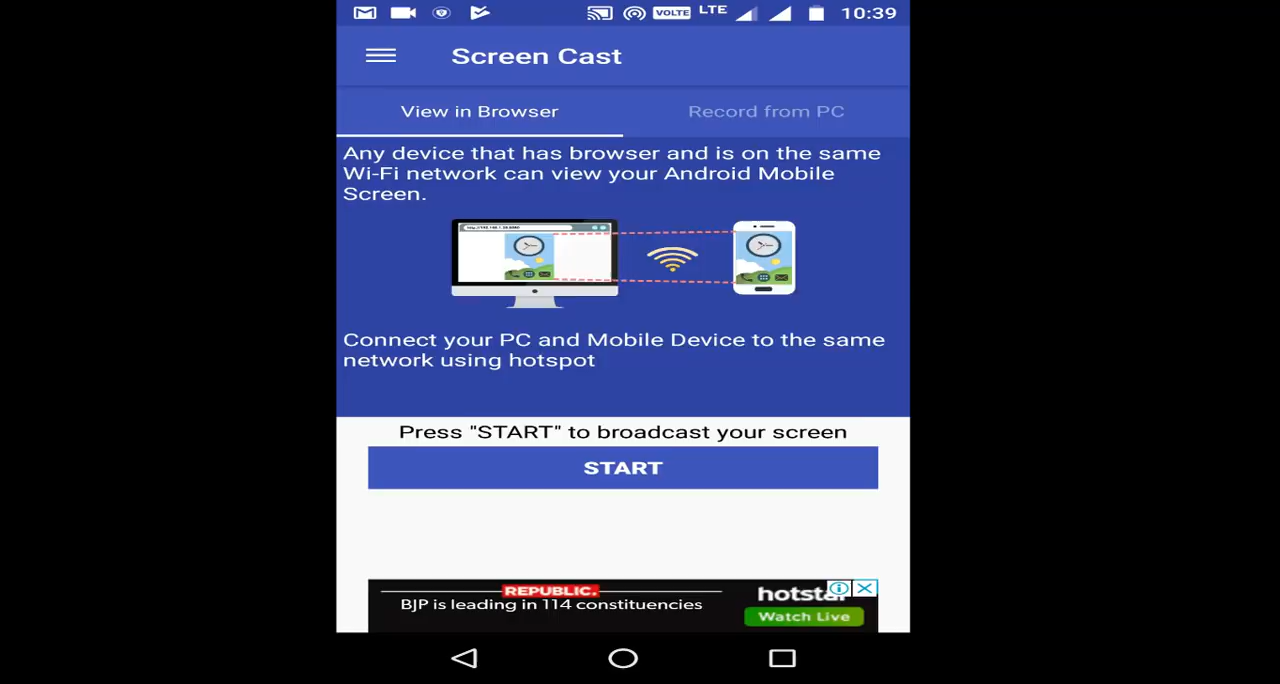 VOLTE LTE 10:39
Screen Cast
View in Browser Record from PC
Any device that has browser and is on the same
Wi-Fi network can view your Android Mobile
Screen.
Connect your PC and Mobile Device to the same
network using hotspot
Press "START" to broadcast your screen
START
REPUBLIC.
BJP is leading in 114 constituencies
hotstar
Watch Live